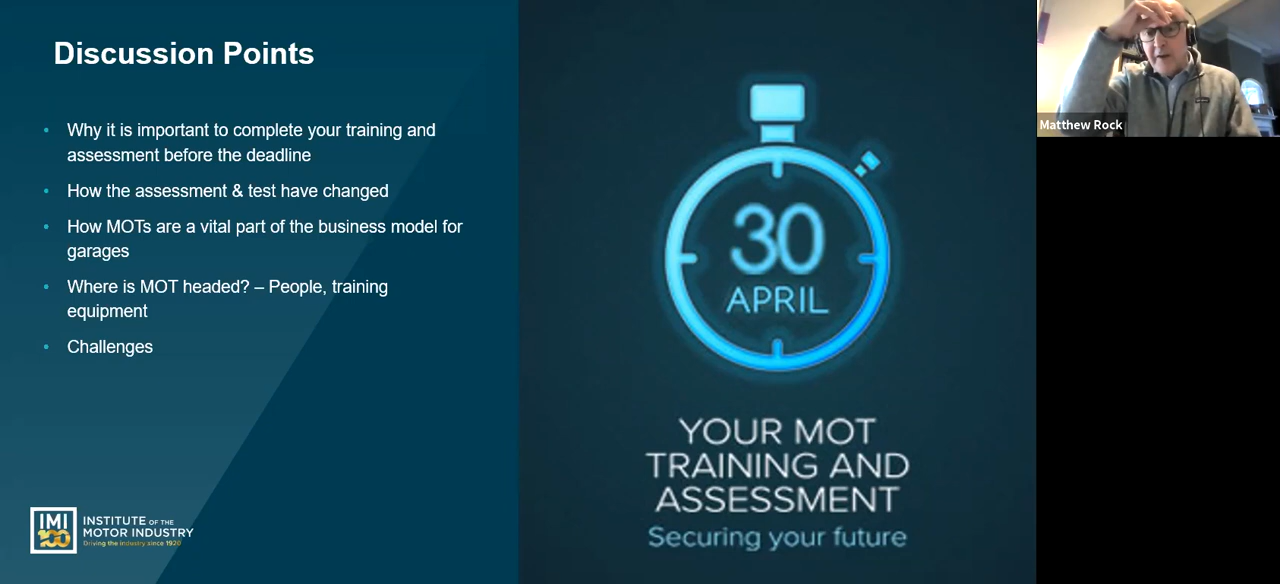 Discussion Points
• Why it is important to complete your training and
assessment before the deadline
• How the assessment & test have changed
• How MOTs are a vital part of the business model for
garages
• Where is MOT headed? – People, training
equipment
• Challenges
IMI
100
INSTITUTE OF THE
MOTOR INDUSTRY
Driving the industry since 1920
30
APRIL
YOUR MOT
TRAINING AND
ASSESSMENT
Securing your future
Matthew Rock